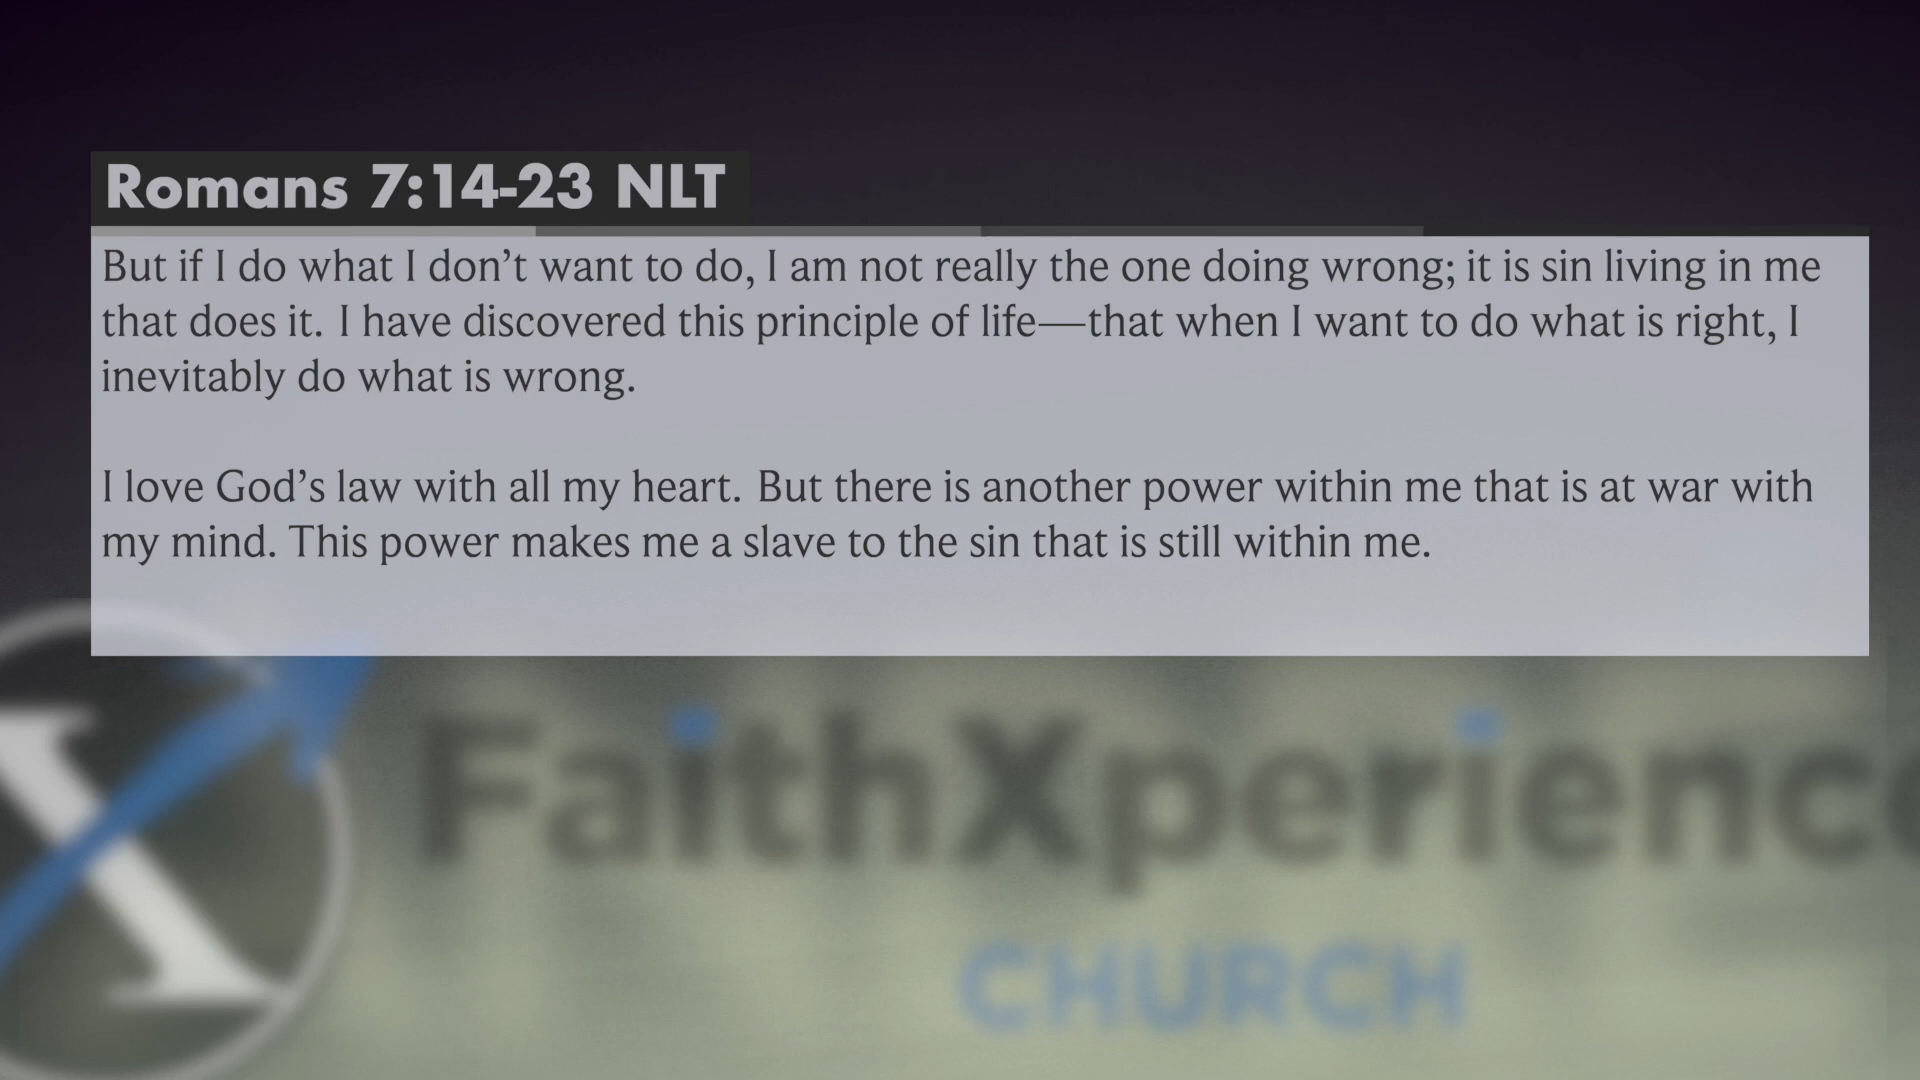 Romans 7:14-23 NLT
But if I do what I don’t want to do, I am not really the one doing wrong; it is sin living in me
that does it. I have discovered this principle of life—that when I want to do what is right, I
inevitably do what is wrong.
I love God’s law with all my heart. But there is another power within me that is at war with
my mind. This power makes me a slave to the sin that is still within me.
X FaithXperience
CHURCH